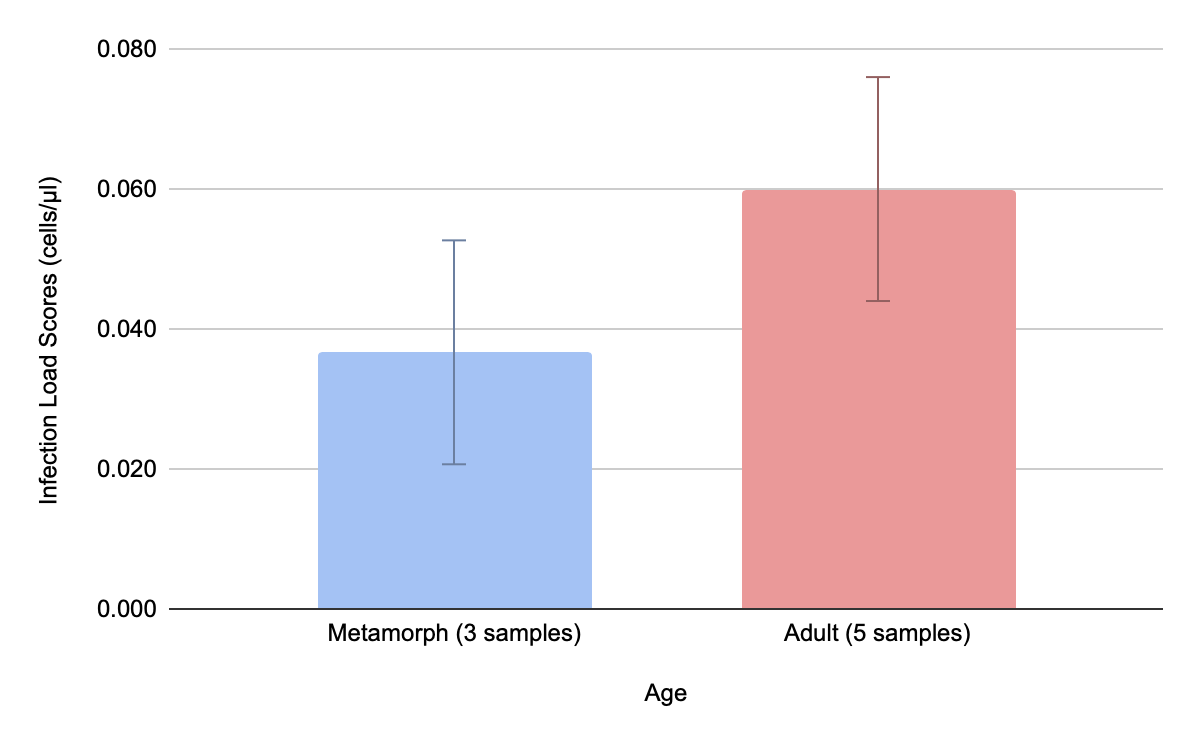 0.080
0.060
0.040
0.020
0.000
Infection Load Scores (cells/µl)
Metamorph (3 samples)
Adult (5 samples)
Age